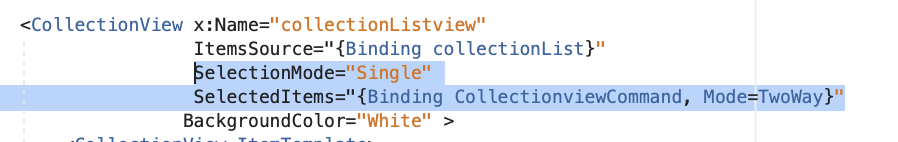 <CollectionView x:Name="collectionListview"
ItemsSource="{Binding collectionList}"
SelectionMode="Single"
SelectedItems="{Binding CollectionviewCommand, Mode=TwoWay}"
BackgroundColor="White" >
<CollectionView.ItemTemplate>